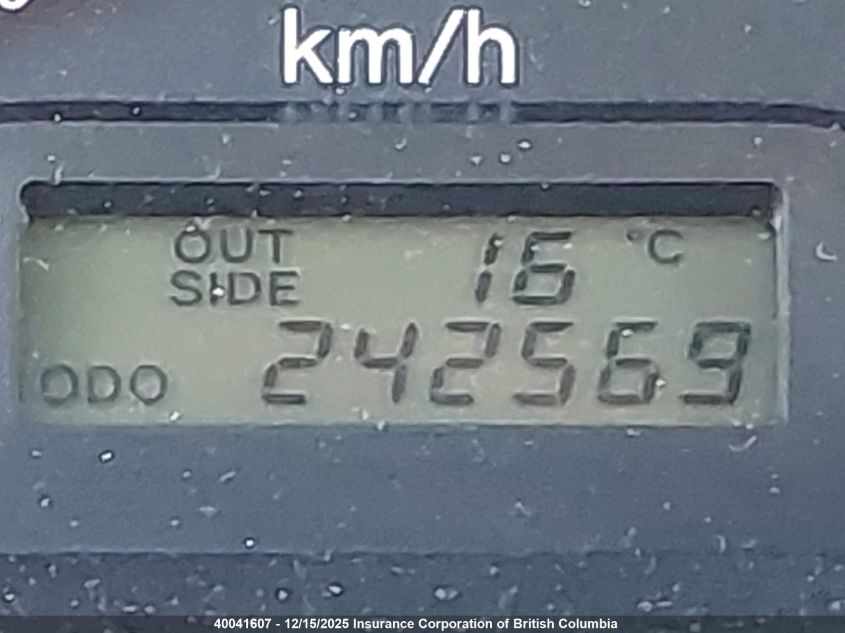 km/h
OUT SIDE 16 °C
ODO 242569
40041607 - 12/15/2025 Insurance Corporation of British Columbia